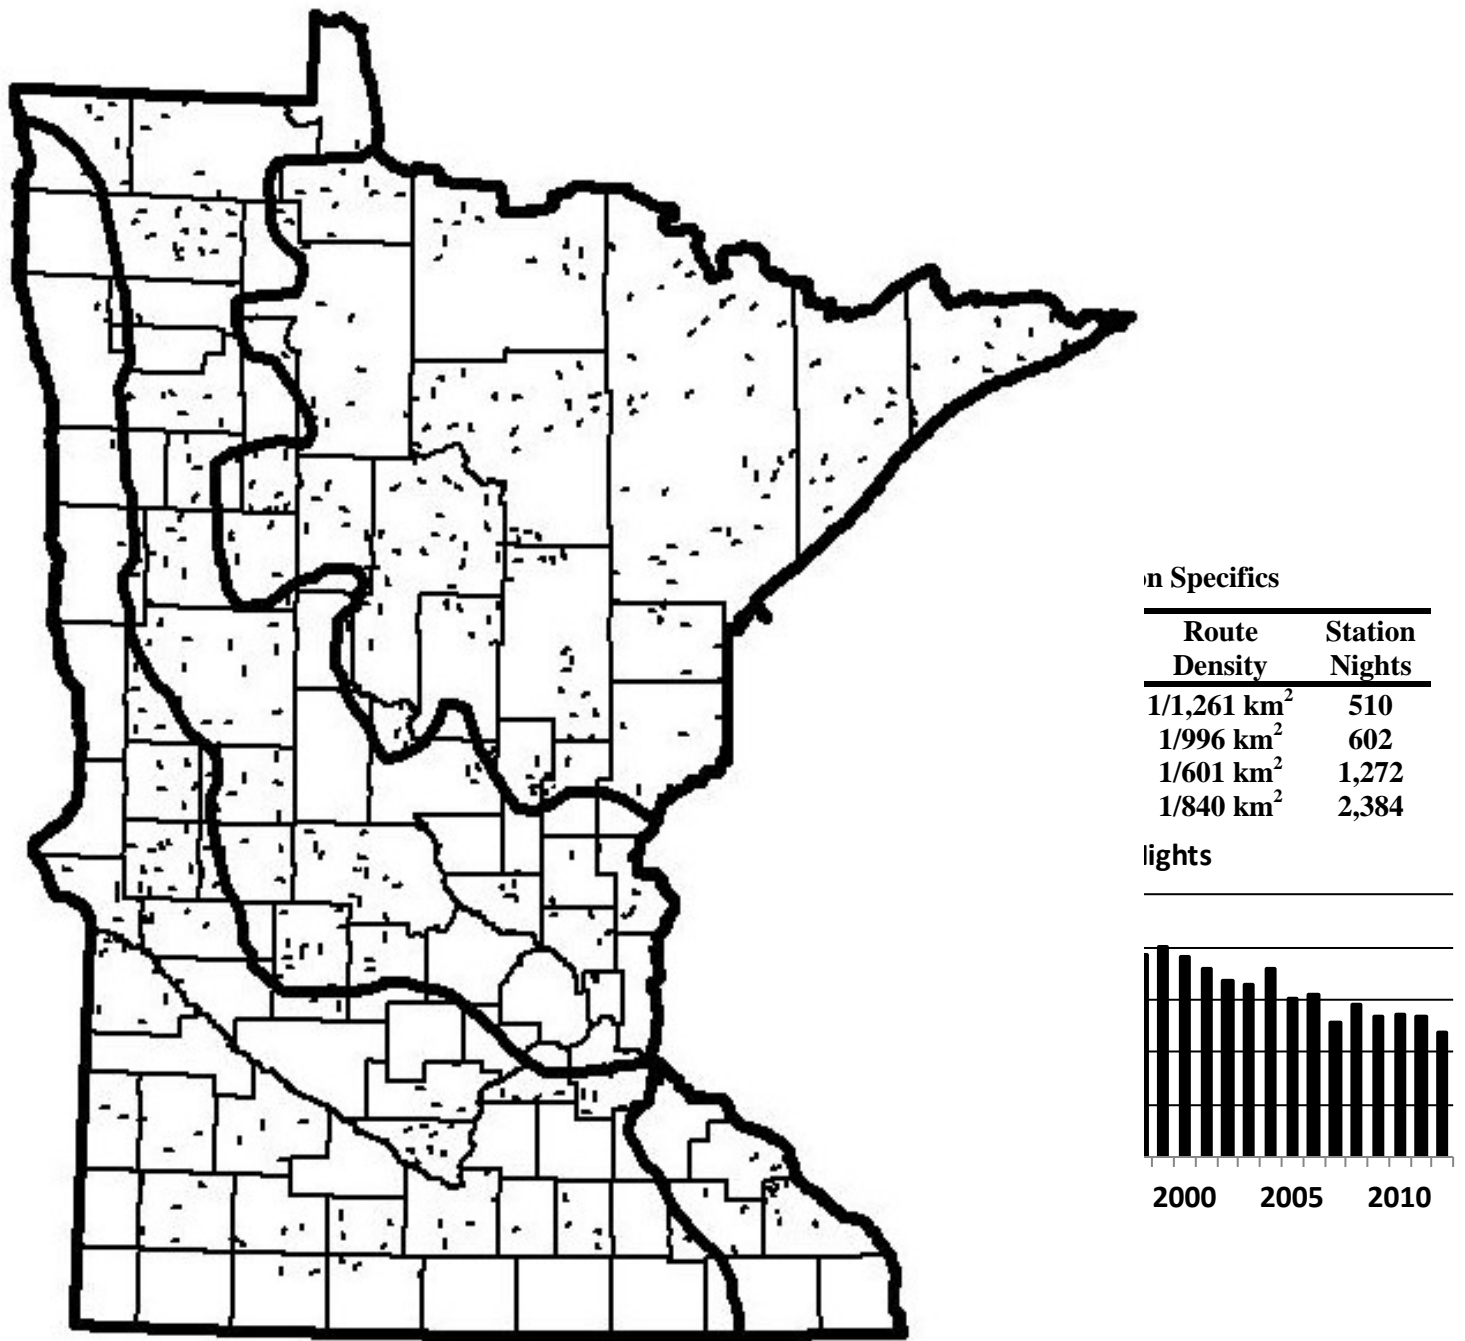 n Specifics
Route Station
Density Nights
1/1,261 km² 510
1/996 km² 602
1/601 km² 1,272
1/840 km² 2,384
lights
2000 2005 2010